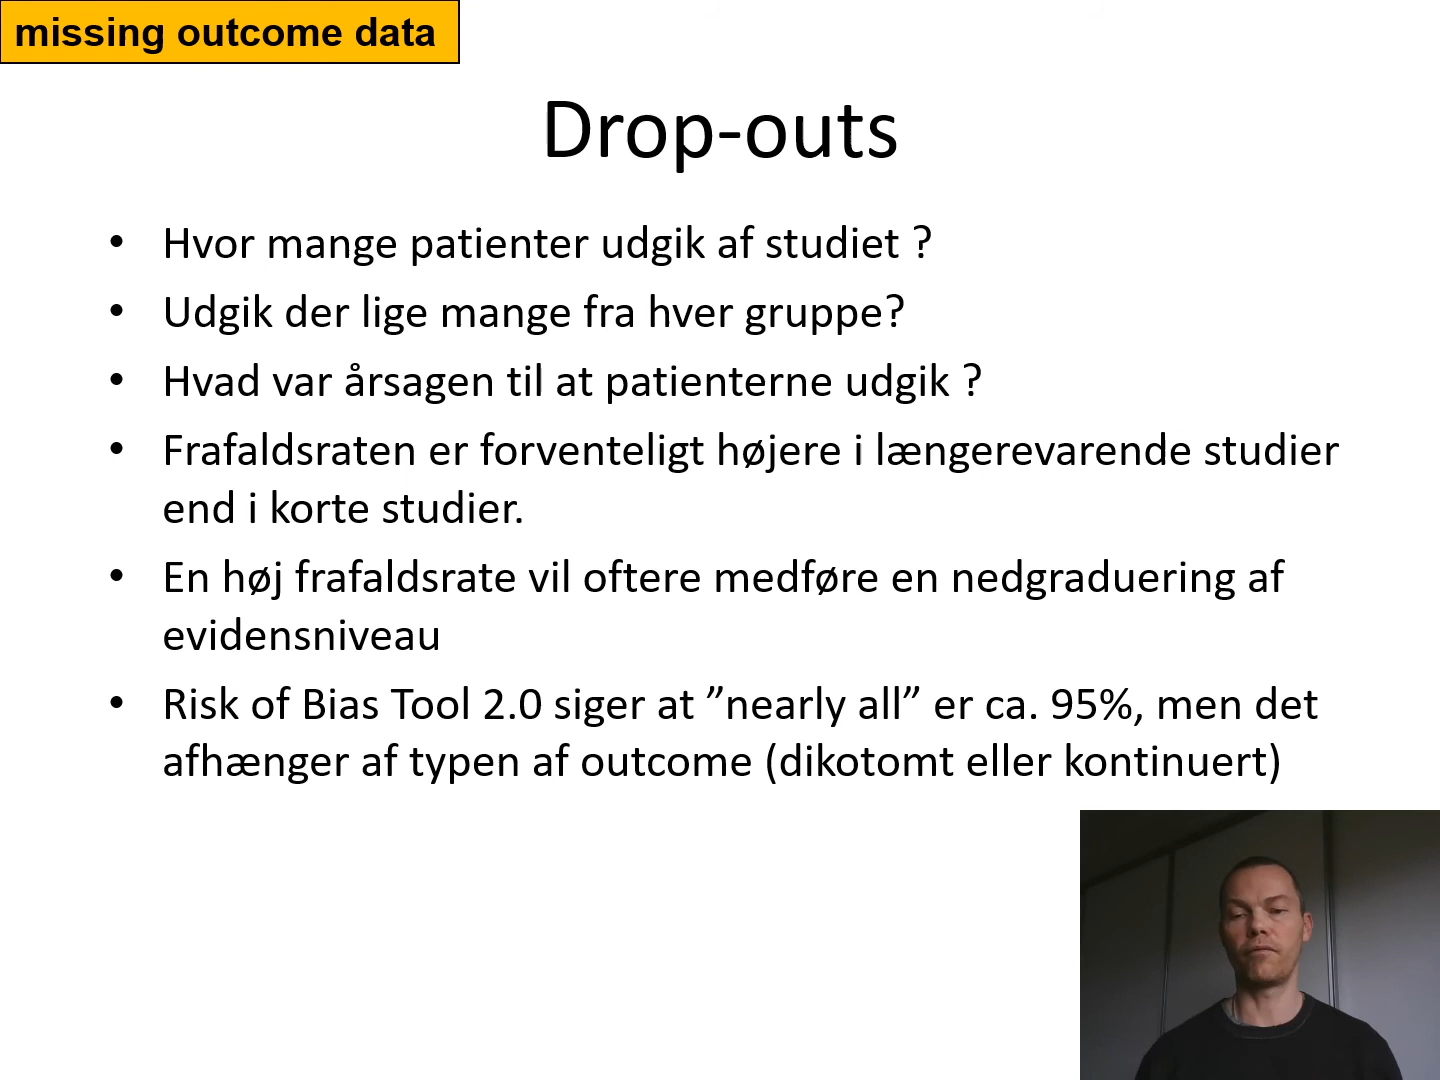 missing outcome data
Drop-outs
• Hvor mange patienter udgik af studiet ?
• Udgik der lige mange fra hver gruppe?
• Hvad var årsagen til at patienterne udgik ?
• Frafaldsraten er forventeligt højere i længerevarende studier
end i korte studier.
• En høj frafaldsrate vil oftere medføre en nedgraduering af
evidensniveau
• Risk of Bias Tool 2.0 siger at ”nearly all” er ca. 95%, men det
afhænger af typen af outcome (dikotomt eller kontinuert)